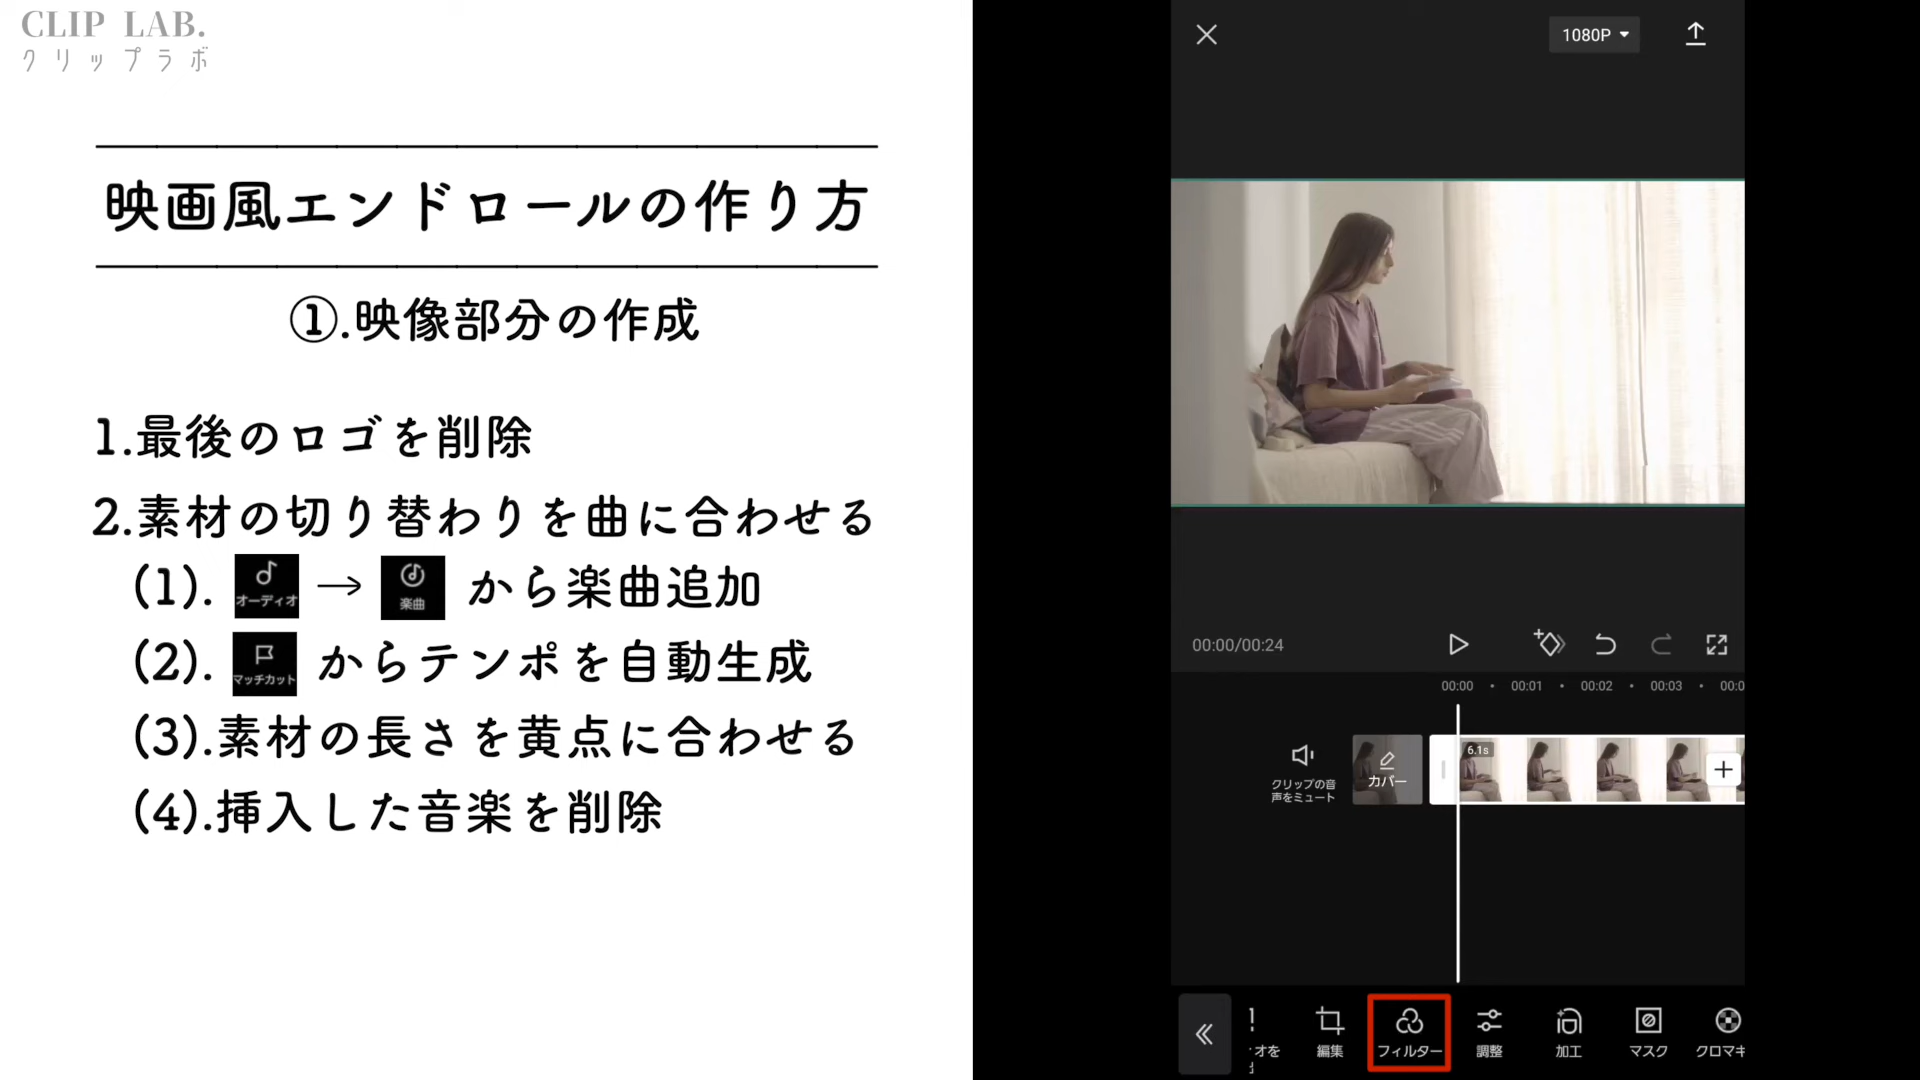 CLIP LAB.
クリップラボ
映画風エンドロールの作り方
①.映像部分の作成
1.最後のロゴを削除
2.素材の切り替わりを曲に合わせる
(1). オーディオ → 楽曲 から楽曲追加
(2). マッチカット からテンポを自動生成
(3).素材の長さを黄点に合わせる
(4).挿入した音楽を削除
1080P
00:00/00:24
00:00 • 00:01 • 00:02 • 00:03 • 00:0
クリップの音
声をミュート
カバー
6.1s
オを
編集
フィルター
調整
加工
マスク
クロマキ